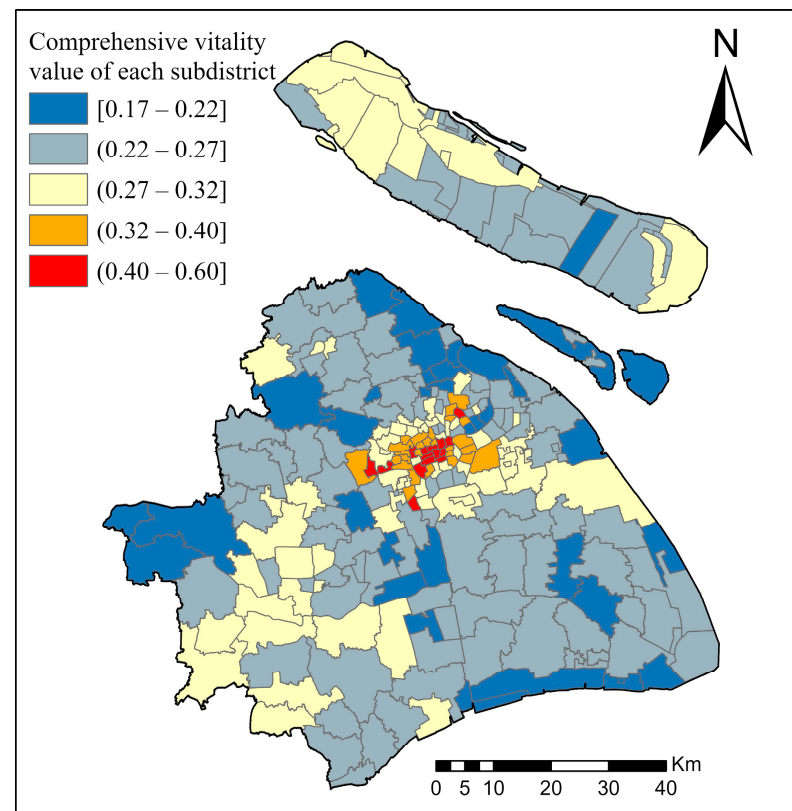 Comprehensive vitality
value of each subdistrict
[0.17 – 0.22]
(0.22 – 0.27]
(0.27 – 0.32]
(0.32 – 0.40]
(0.40 – 0.60]
N
Km
0 5 10 20 30 40